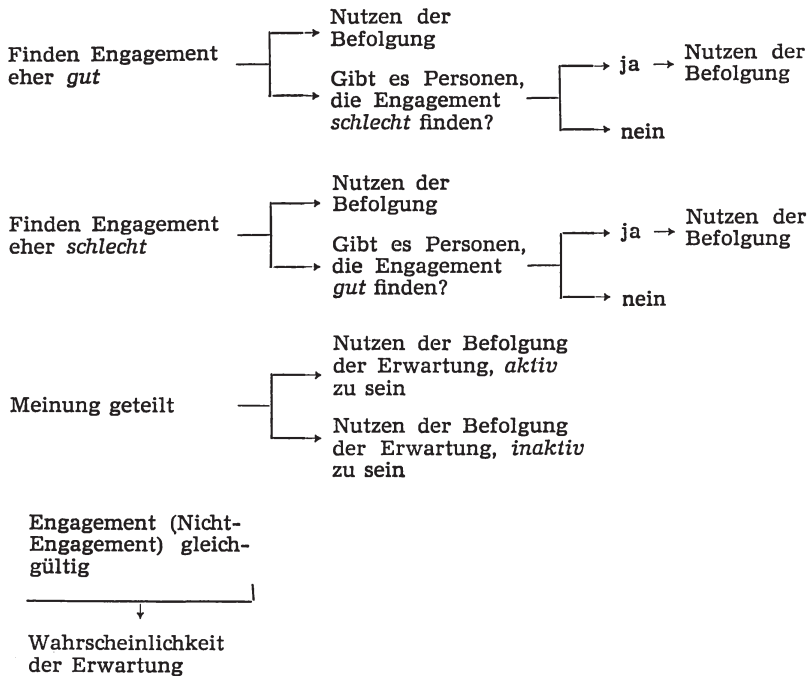 Finden Engagement
eher gut
Nutzen der
Befolgung
Gibt es Personen,
die Engagement
schlecht finden?
ja
Nutzen der
Befolgung
nein
Finden Engagement
eher schlecht
Nutzen der
Befolgung
Gibt es Personen,
die Engagement
gut finden?
ja
Nutzen der
Befolgung
nein
Meinung geteilt
Nutzen der Befolgung
der Erwartung, aktiv
zu sein
Nutzen der Befolgung
der Erwartung, inaktiv
zu sein
Engagement (Nicht-
Engagement) gleich-
gültig
Wahrscheinlichkeit
der Erwartung